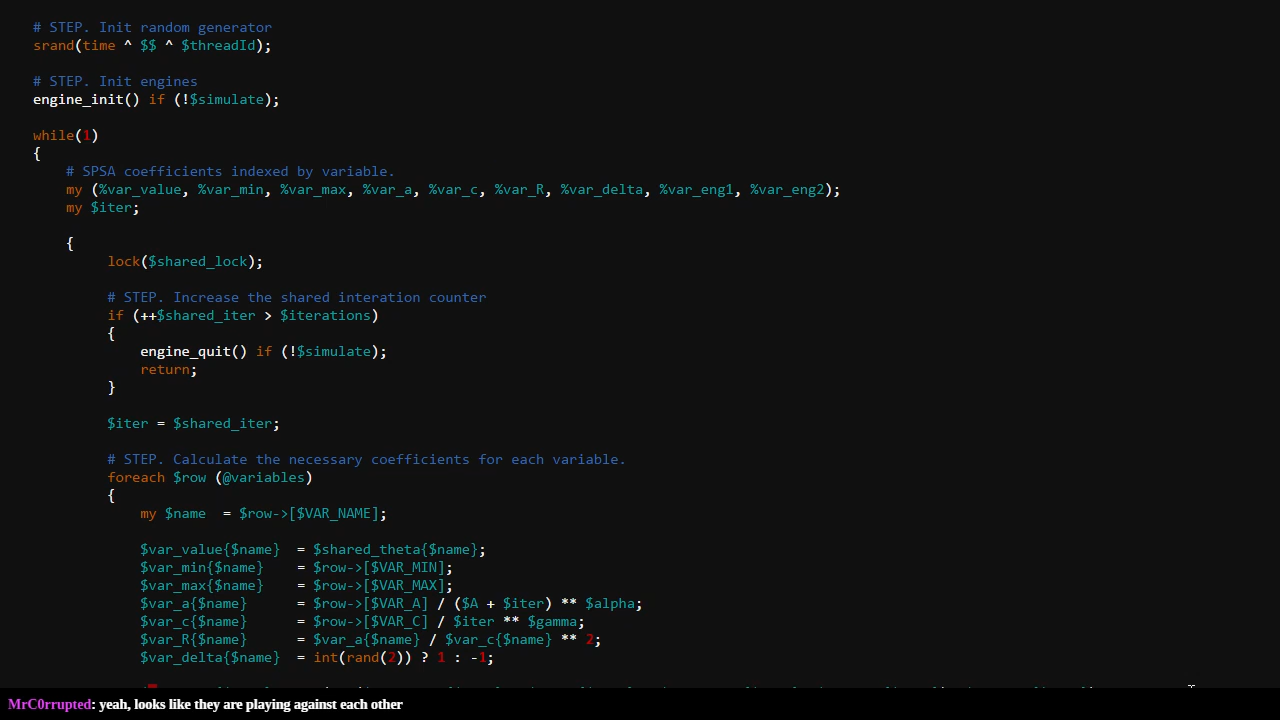 # STEP. Init random generator
srand(time ^ $$ ^ $threadId);
# STEP. Init engines
engine_init() if (!$simulate);
while(1)
{
# SPSA coefficients indexed by variable.
my (%var_value, %var_min, %var_max, %var_a, %var_c, %var_R, %var_delta, %var_eng1, %var_eng2);
my $iter;
{
lock($shared_lock);
# STEP. Increase the shared interation counter
if (++$shared_iter > $iterations)
{
engine_quit() if (!$simulate);
return;
}
$iter = $shared_iter;
# STEP. Calculate the necessary coefficients for each variable.
foreach $row (@variables)
{
my $name = $row->[$VAR_NAME];
$var_value{$name} = $shared_theta{$name};
$var_min{$name} = $row->[$VAR_MIN];
$var_max{$name} = $row->[$VAR_MAX];
$var_a{$name} = $row->[$VAR_A] / ($A + $iter) ** $alpha;
$var_c{$name} = $row->[$VAR_C] / $iter ** $gamma;
$var_R{$name} = $var_a{$name} / $var_c{$name} ** 2;
$var_delta{$name} = int(rand(2)) ? 1 : -1;
MrC0rrupted: yeah, looks like they are playing against each other